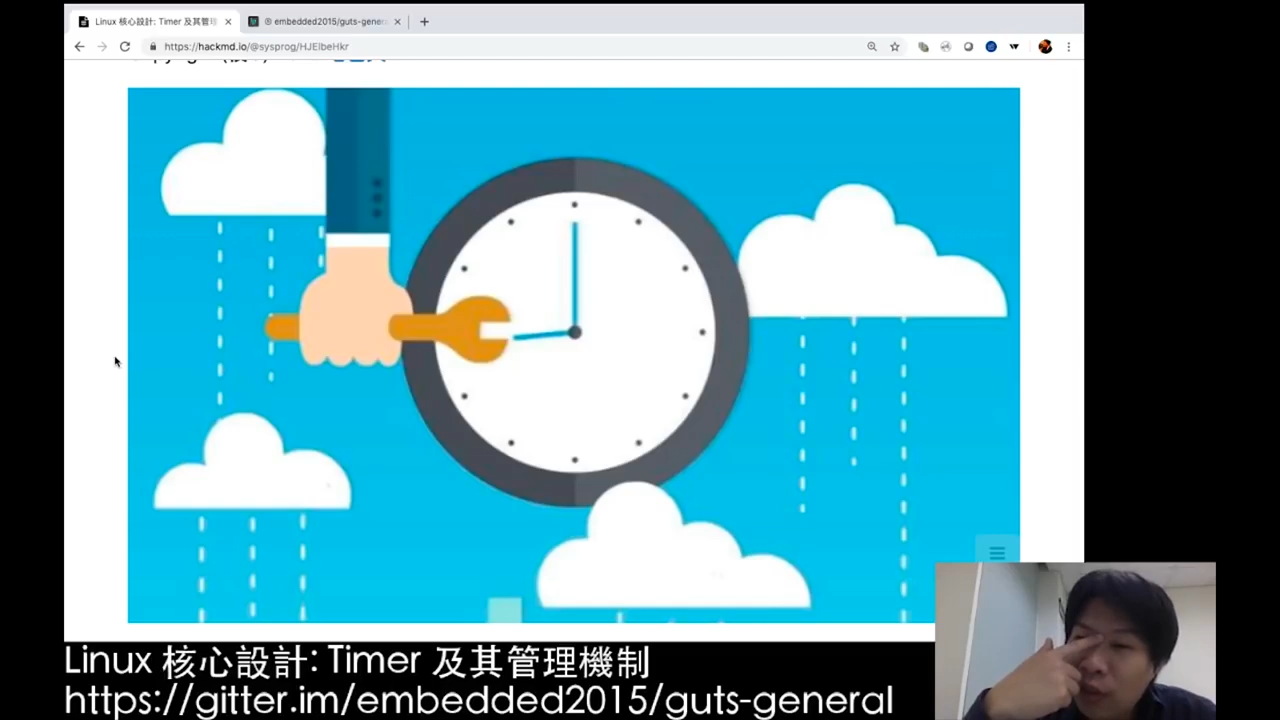 Linux 核心設計: Timer 及其管理
embedded2015/guts-gener
https://hackmd.io/@sysprog/HJElbeHkr
Linux 核心設計: Timer 及其管理機制
https://gitter.im/embedded2015/guts-general